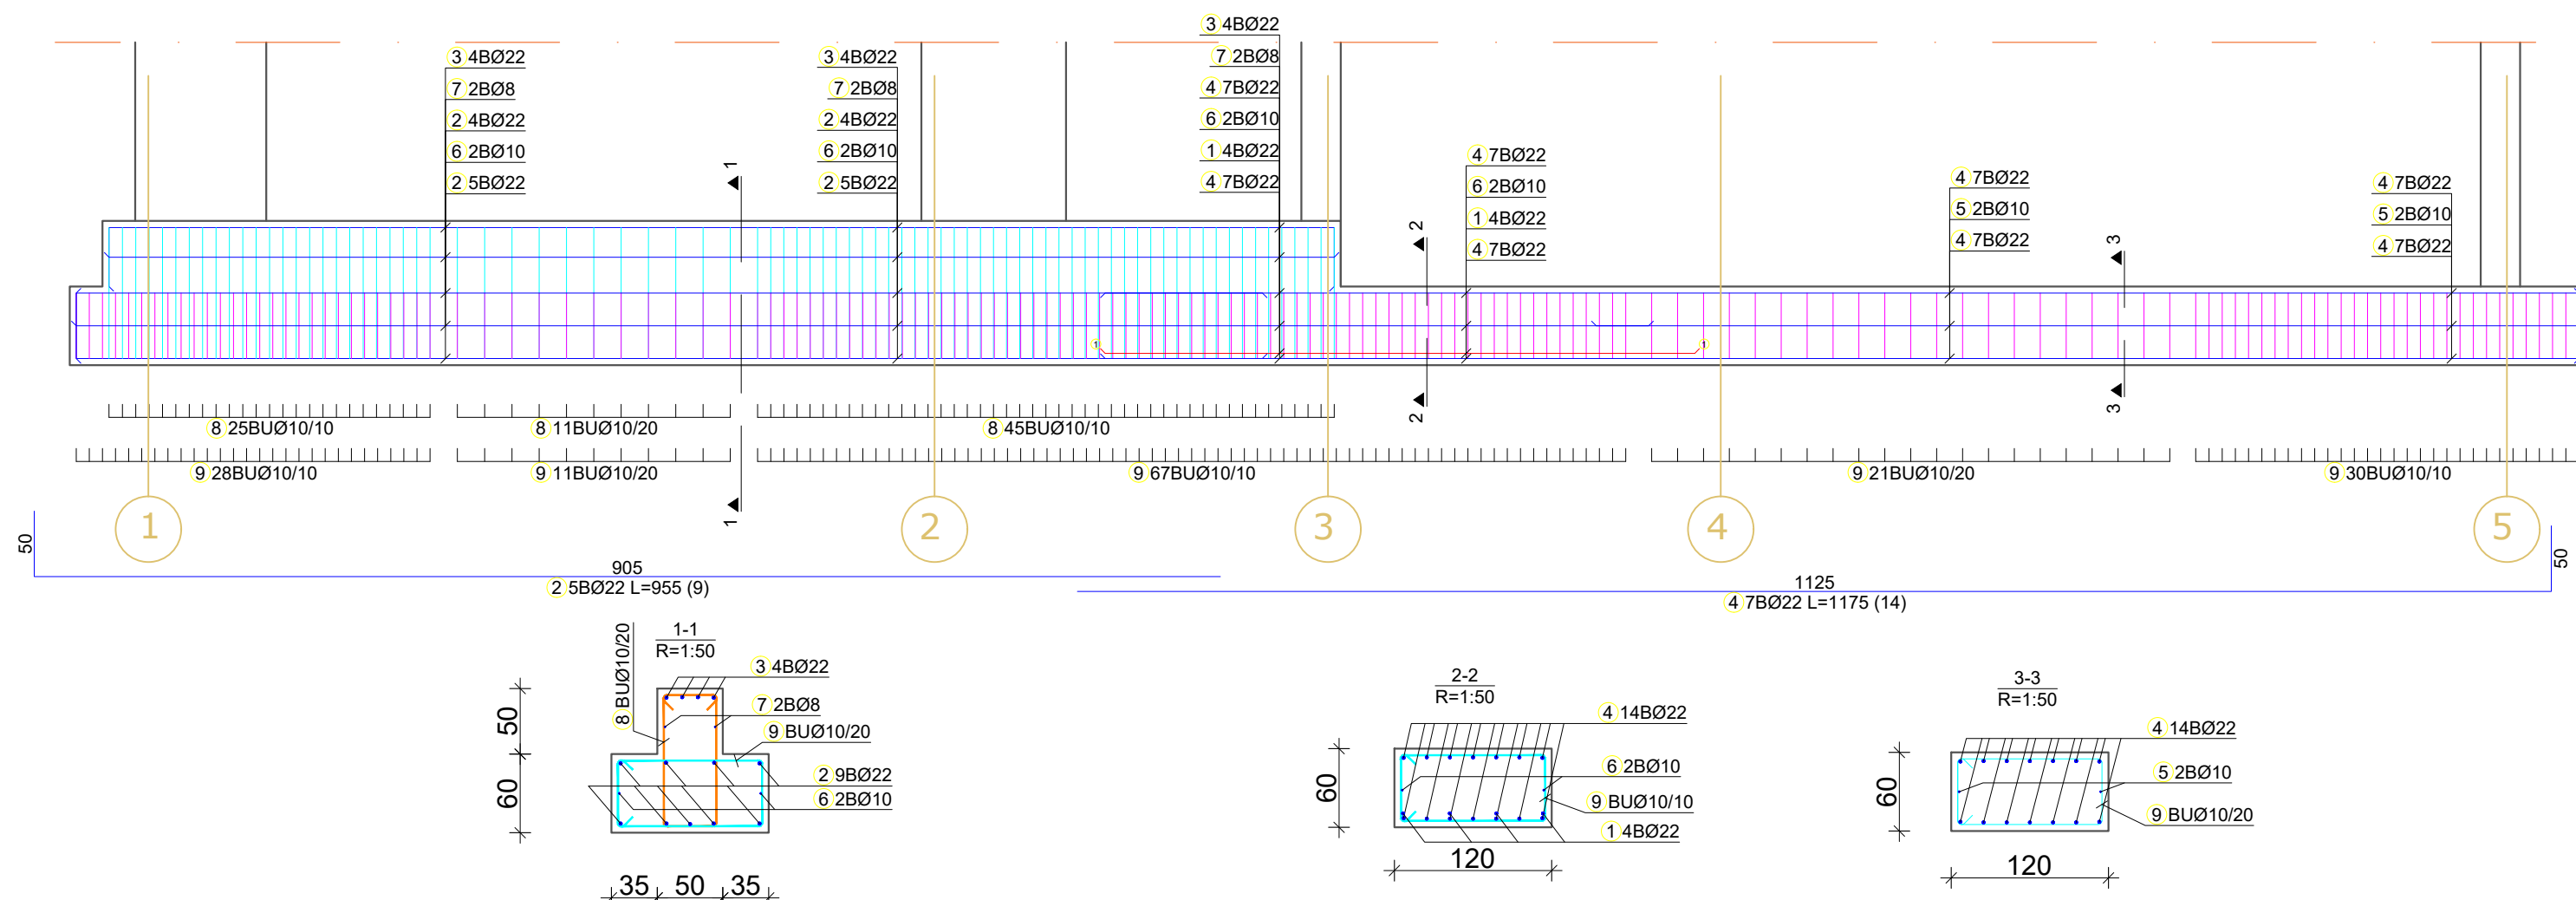 ③ 4BØ22
⑦ 2BØ8
② 4BØ22
⑥ 2BØ10
② 5BØ22
③ 4BØ22
⑦ 2BØ8
② 4BØ22
⑥ 2BØ10
② 5BØ22
③ 4BØ22
⑦ 2BØ8
④ 7BØ22
⑥ 2BØ10
① 4BØ22
④ 7BØ22
④ 7BØ22
⑥ 2BØ10
① 4BØ22
④ 7BØ22
④ 7BØ22
⑤ 2BØ10
④ 7BØ22
④ 7BØ22
⑤ 2BØ10
④ 7BØ22
1
2
3
①
①
1
2
3
⑧ 25BUØ10/10
⑧ 11BUØ10/20
⑧ 45BUØ10/10
⑨ 28BUØ10/10
⑨ 11BUØ10/20
⑨ 67BUØ10/10
⑨ 21BUØ10/20
⑨ 30BUØ10/10
1
2
3
4
5
50
905
② 5BØ22 L=955 (9)
1125
④ 7BØ22 L=1175 (14)
50
1-1
R=1:50
⑧ BUØ10/20
③ 4BØ22
⑦ 2BØ8
⑨ BUØ10/20
② 9BØ22
⑥ 2BØ10
50
60
35 50 35
2-2
R=1:50
④ 14BØ22
⑥ 2BØ10
⑨ BUØ10/10
① 4BØ22
60
120
3-3
R=1:50
④ 14BØ22
⑤ 2BØ10
⑨ BUØ10/20
60
120